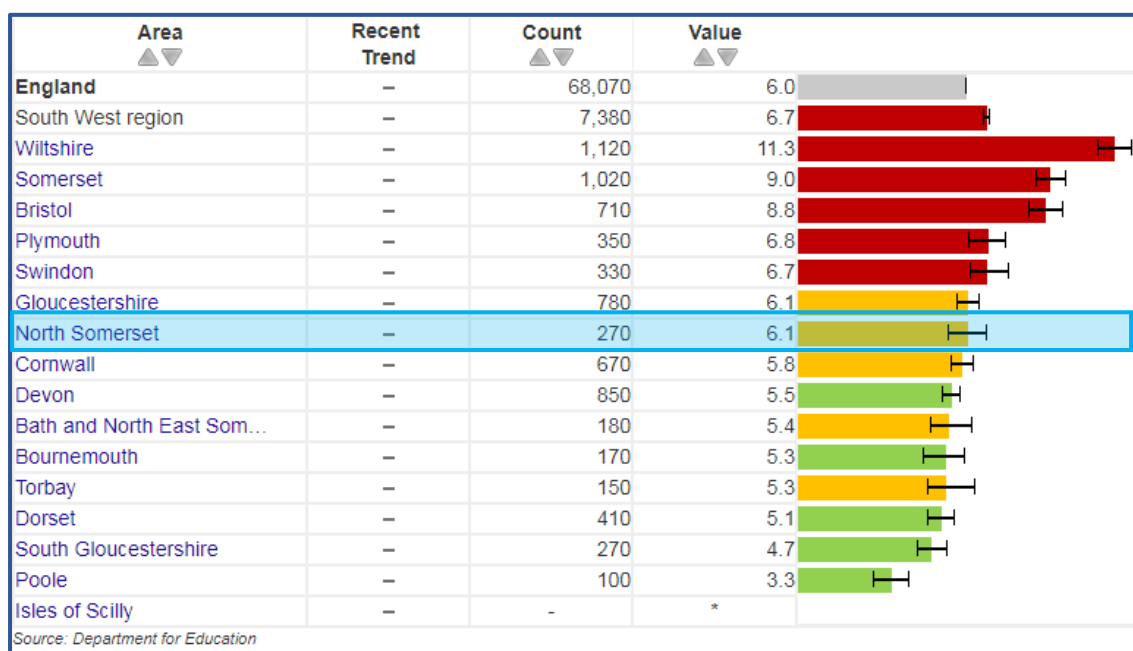 Area Recent Trend Count Value
England – 68,070 6.0
South West region – 7,380 6.7
Wiltshire – 1,120 11.3
Somerset – 1,020 9.0
Bristol – 710 8.8
Plymouth – 350 6.8
Swindon – 330 6.7
Gloucestershire – 780 6.1
North Somerset – 270 6.1
Cornwall – 670 5.8
Devon – 850 5.5
Bath and North East Som... – 180 5.4
Bournemouth – 170 5.3
Torbay – 150 5.3
Dorset – 410 5.1
South Gloucestershire – 270 4.7
Poole – 100 3.3
Isles of Scilly – - *
Source: Department for Education